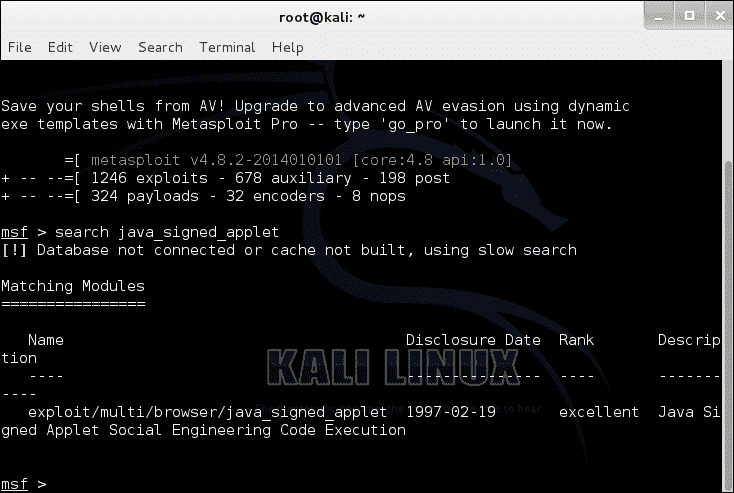 root@kali: ~
File Edit View Search Terminal Help
Save your shells from AV! Upgrade to advanced AV evasion using dynamic
exe templates with Metasploit Pro -- type 'go_pro' to launch it now.
=[ metasploit v4.8.2-2014010101 [core:4.8 api:1.0]
+ -- --=[ 1246 exploits - 678 auxiliary - 198 post
+ -- --=[ 324 payloads - 32 encoders - 8 nops
msf > search java_signed_applet
[!] Database not connected or cache not built, using slow search
Matching Modules
================
Name Disclosure Date Rank Descrip
tion
---- --------------- ---- -------
----
KALI LINUX
exploit/multi/browser/java_signed_applet 1997-02-19 excellent Java Si
gned Applet Social Engineering Code Execution
msf >